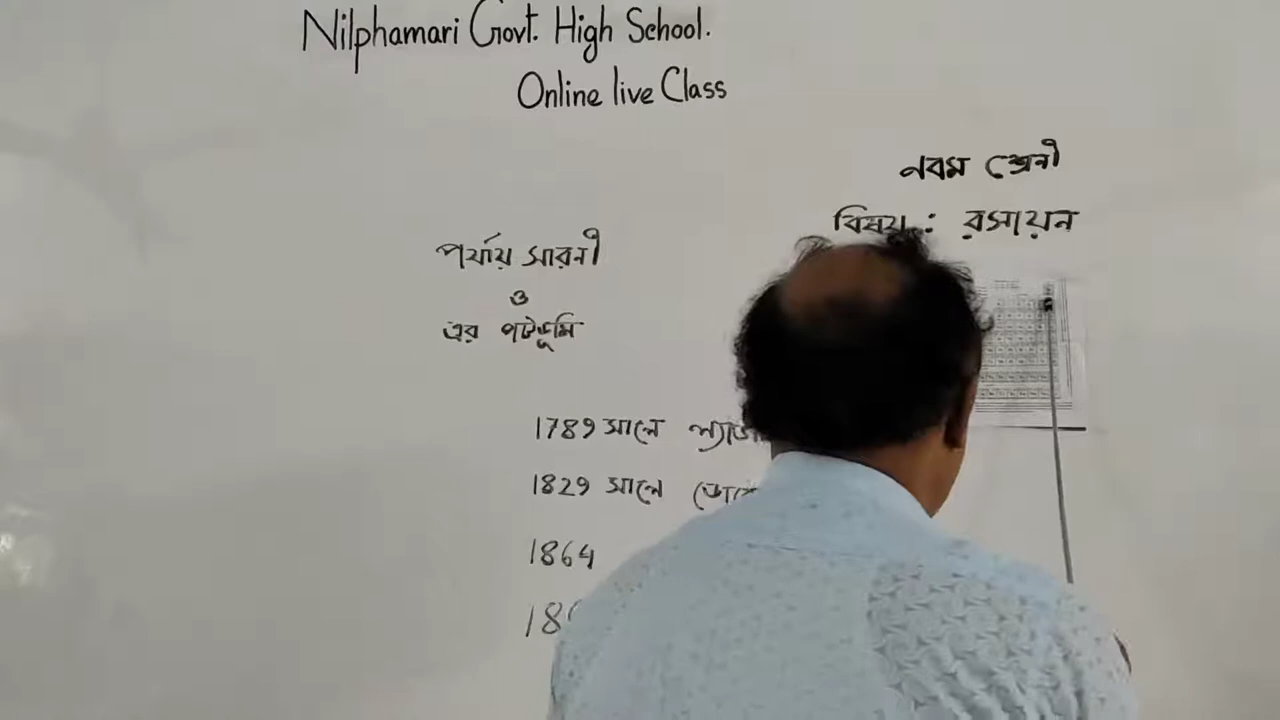 Nilphamari Govt. High School.
Online live Class
নবম শ্রেনী
বিষয় : রসায়ন
পর্যায় সারনী
ও
এর পটভূমি
1789 সালে
1829 সালে
1864